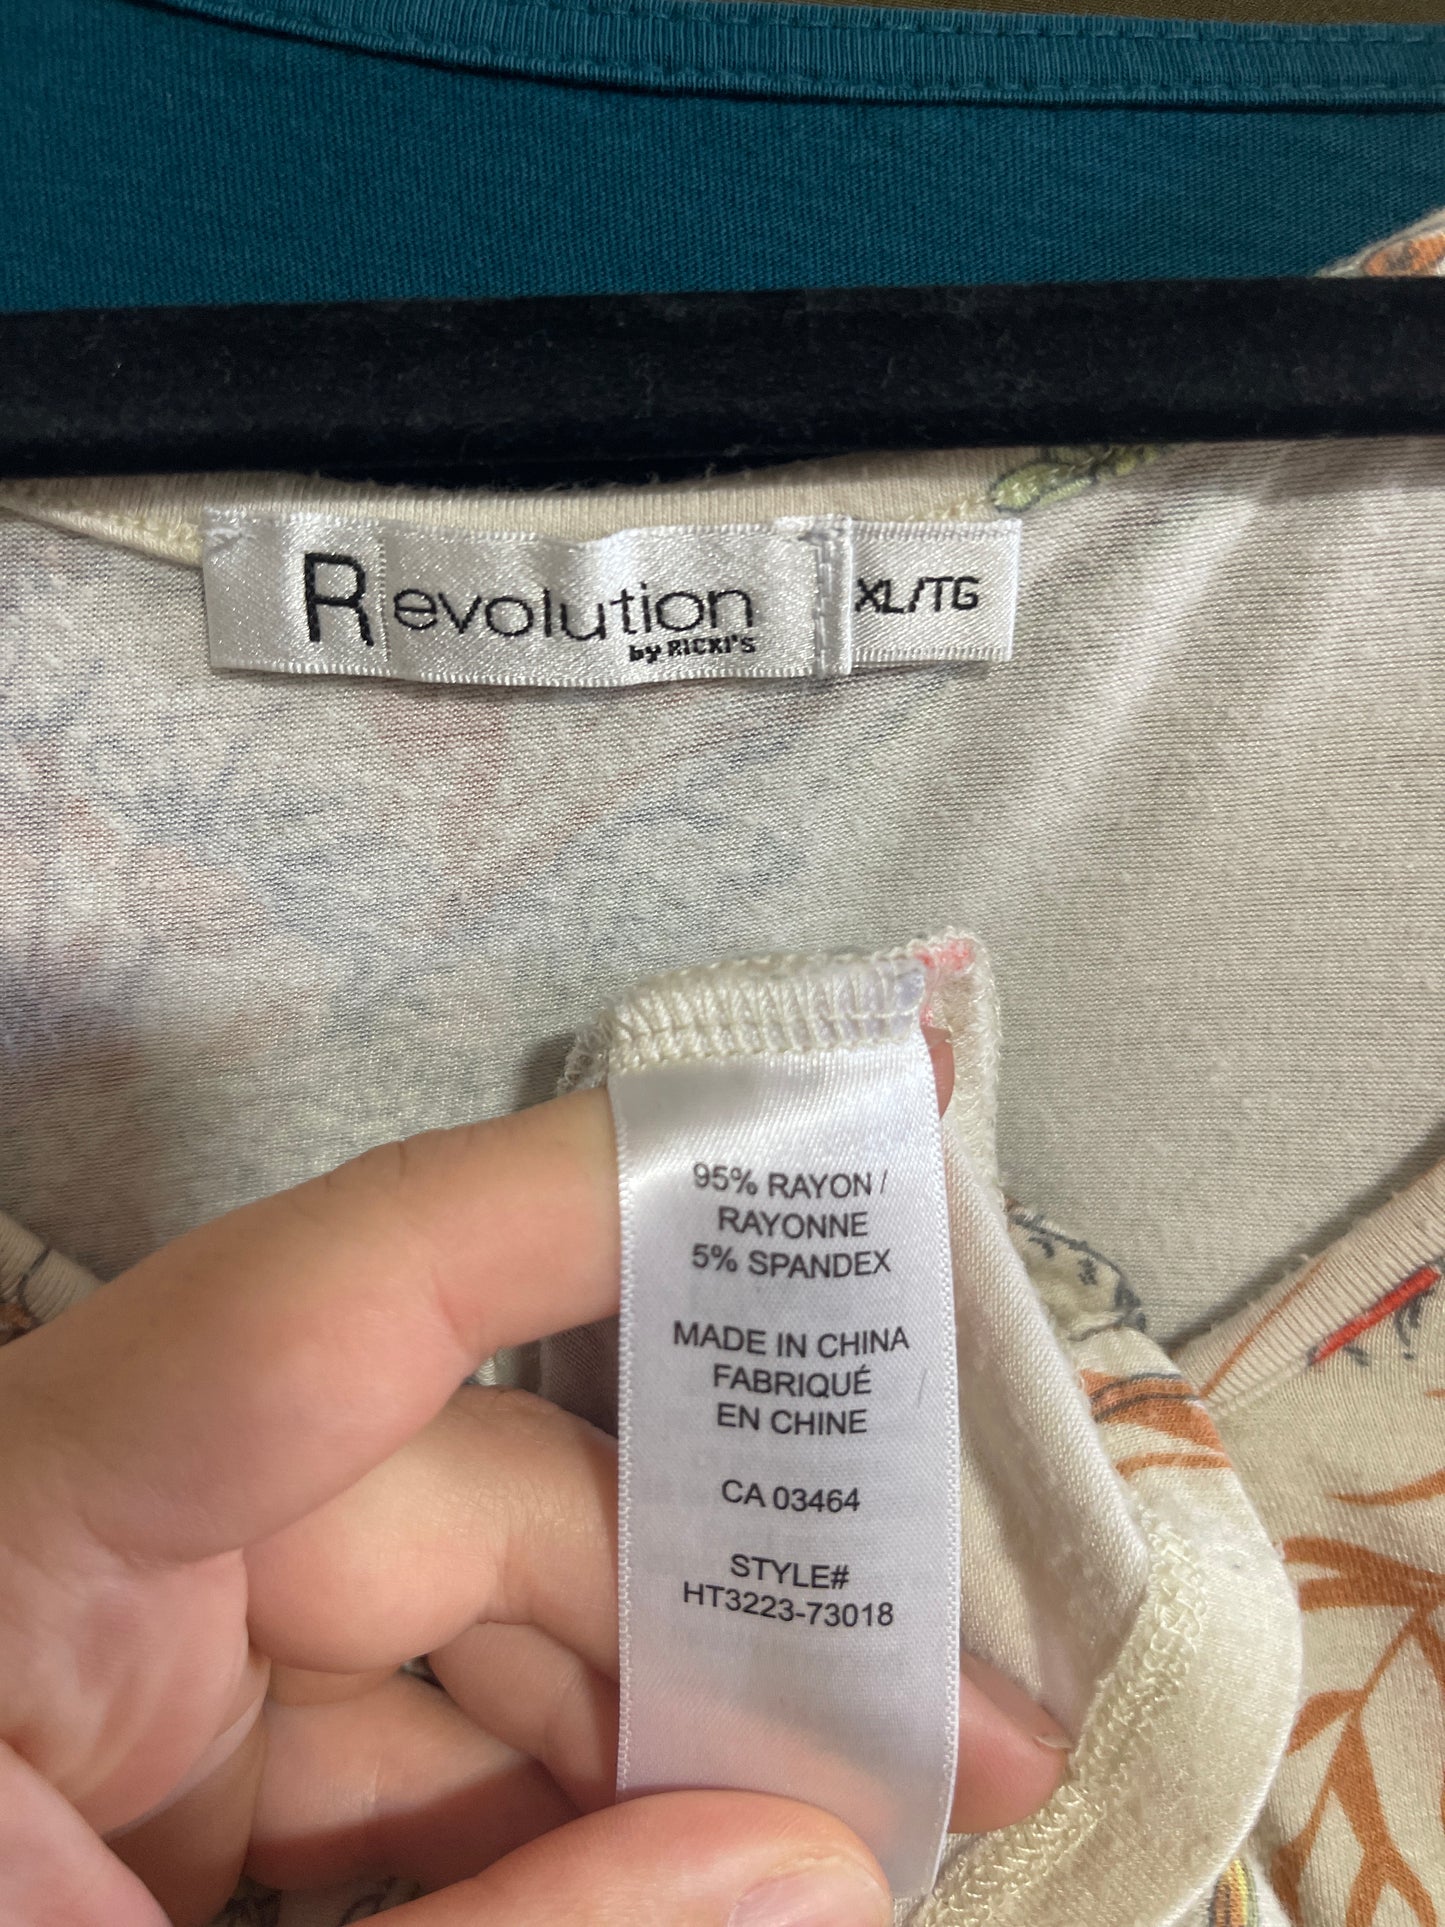 Revolution
by RICKI'S
XL/TG
95% RAYON /
RAYONNE
5% SPANDEX
MADE IN CHINA
FABRIQUÉ
EN CHINE
CA 03464
STYLE#
HT3223-73018